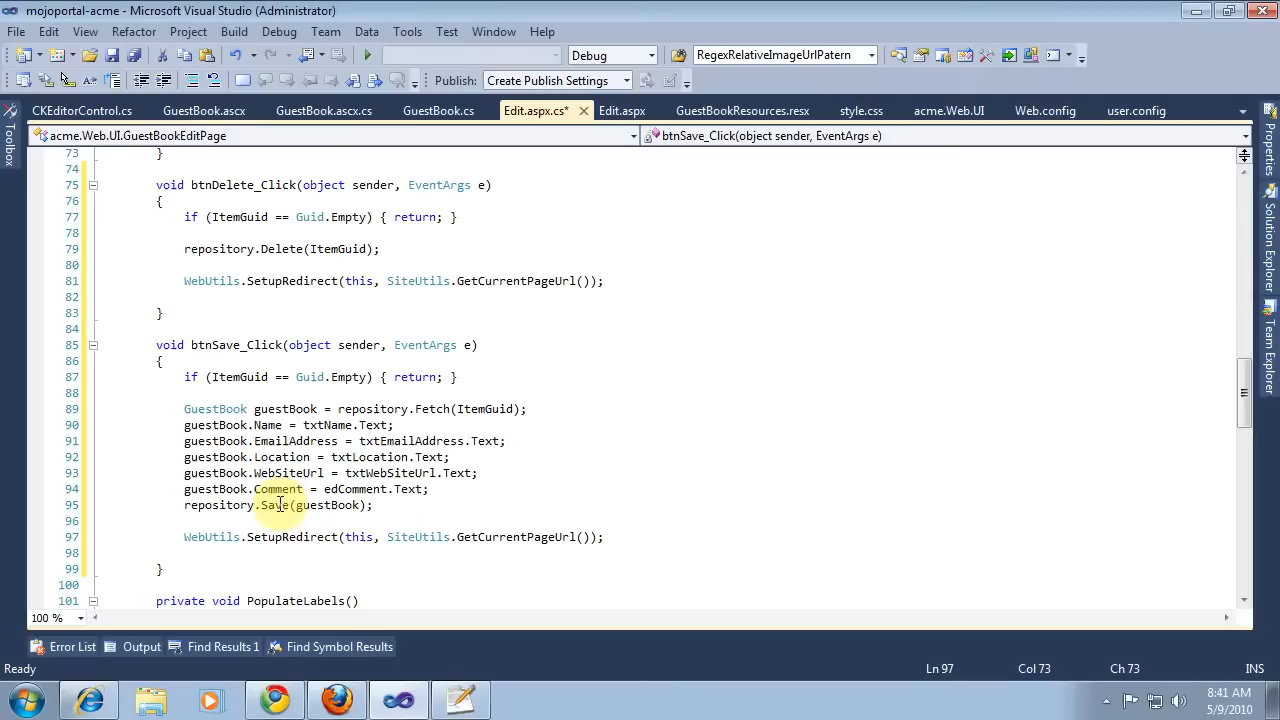 mojoportal-acme - Microsoft Visual Studio (Administrator)
File Edit View Refactor Project Build Debug Team Data Tools Test Window Help
Debug RegexRelativeImageUrlPatern
Publish: Create Publish Settings
CKEditorControl.cs GuestBook.ascx GuestBook.ascx.cs GuestBook.cs Edit.aspx.cs* Edit.aspx GuestBookResources.resx style.css acme.Web.UI Web.config user.config
acme.Web.UI.GuestBookEditPage btnSave_Click(object sender, EventArgs e)
Toolbox
Properties
Solution Explorer
Team Explorer
73 }
74
75 void btnDelete_Click(object sender, EventArgs e)
76 {
77 if (ItemGuid == Guid.Empty) { return; }
78
79 repository.Delete(ItemGuid);
80
81 WebUtils.SetupRedirect(this, SiteUtils.GetCurrentPageUrl());
82
83 }
84
85 void btnSave_Click(object sender, EventArgs e)
86 {
87 if (ItemGuid == Guid.Empty) { return; }
88
89 GuestBook guestBook = repository.Fetch(ItemGuid);
90 guestBook.Name = txtName.Text;
91 guestBook.EmailAddress = txtEmailAddress.Text;
92 guestBook.Location = txtLocation.Text;
93 guestBook.WebSiteUrl = txtWebSiteUrl.Text;
94 guestBook.Comment = edComment.Text;
95 repository.Save(guestBook);
96
97 WebUtils.SetupRedirect(this, SiteUtils.GetCurrentPageUrl());
98
99 }
100
101 private void PopulateLabels()
100 %
Error List Output Find Results 1 Find Symbol Results
Ready Ln 97 Col 73 Ch 73 INS
8:41 AM
5/9/2010